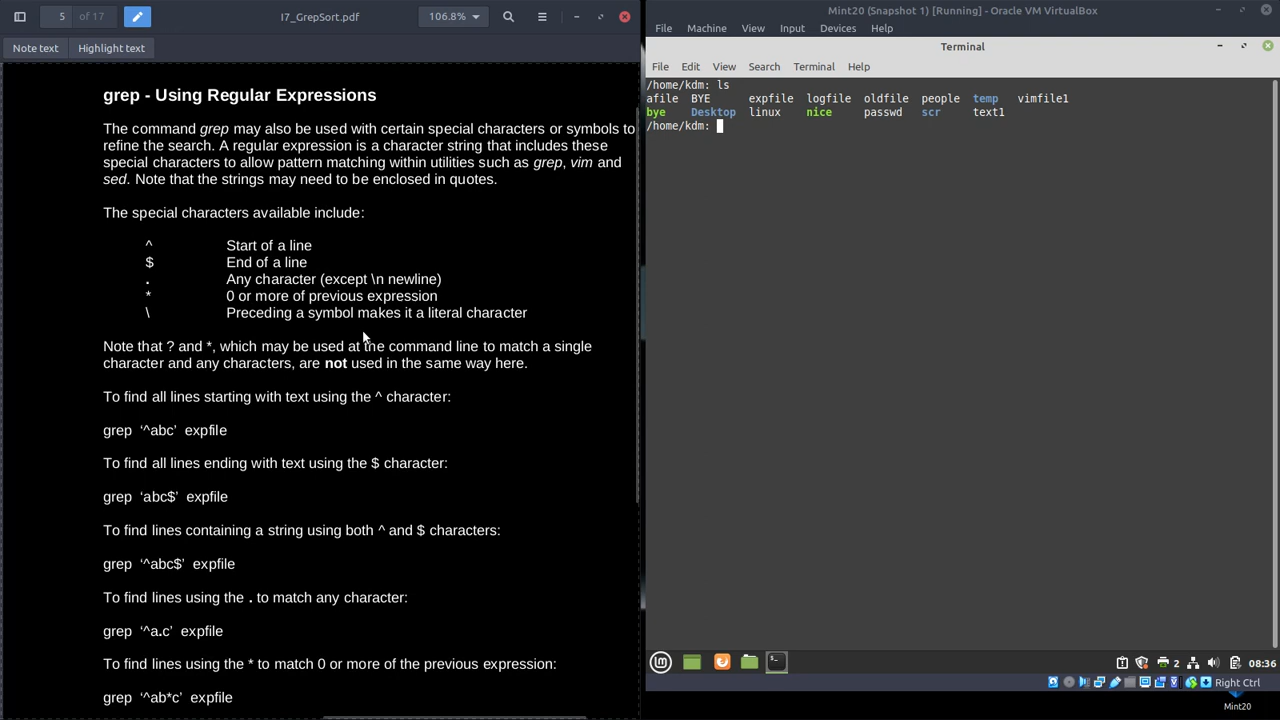 5 of 17
I7_GrepSort.pdf
106.8%
Note text
Highlight text
grep - Using Regular Expressions
The command grep may also be used with certain special characters or symbols to
refine the search. A regular expression is a character string that includes these
special characters to allow pattern matching within utilities such as grep, vim and
sed. Note that the strings may need to be enclosed in quotes.
The special characters available include:
^ Start of a line
$ End of a line
. Any character (except \n newline)
* 0 or more of previous expression
\ Preceding a symbol makes it a literal character
Note that ? and *, which may be used at the command line to match a single
character and any characters, are not used in the same way here.
To find all lines starting with text using the ^ character:
grep ‘^abc’ expfile
To find all lines ending with text using the $ character:
grep ‘abc$’ expfile
To find lines containing a string using both ^ and $ characters:
grep ‘^abc$’ expfile
To find lines using the . to match any character:
grep ‘^a.c’ expfile
To find lines using the * to match 0 or more of the previous expression:
grep ‘^ab*c’ expfile
Mint20 (Snapshot 1) [Running] - Oracle VM VirtualBox
File Machine View Input Devices Help
Terminal
File Edit View Search Terminal Help
/home/kdm: ls
afile BYE expfile logfile oldfile people temp vimfile1
bye Desktop linux nice passwd scr text1
/home/kdm:
2 08:36
Right Ctrl
Mint20